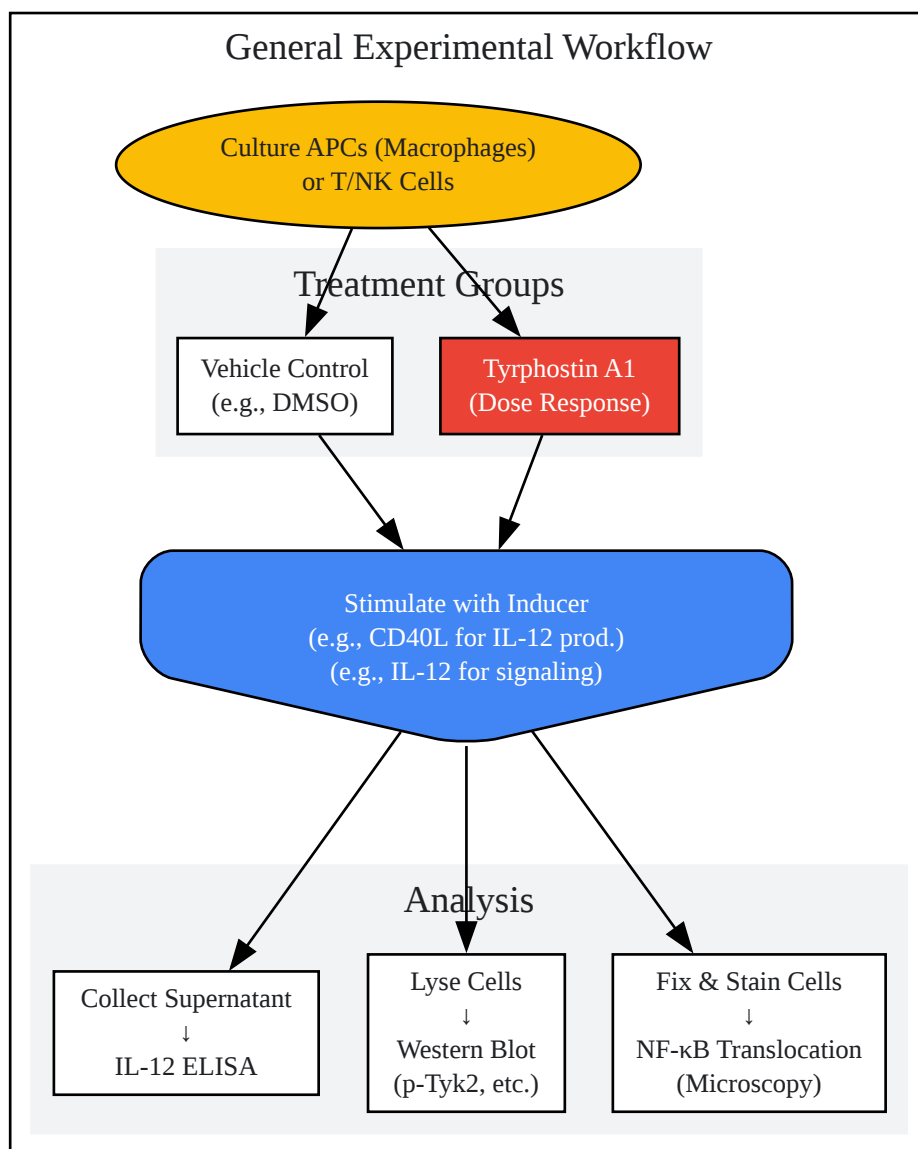 General Experimental Workflow
Culture APCs (Macrophages)
or T/NK Cells
Treatment Groups
Vehicle Control
(e.g., DMSO)
Tyrphostin A1
(Dose Response)
Stimulate with Inducer
(e.g., CD40L for IL-12 prod.)
(e.g., IL-12 for signaling)
Analysis
Collect Supernatant
↓
IL-12 ELISA
Lyse Cells
↓
Western Blot
(p-Tyk2, etc.)
Fix & Stain Cells
↓
NF-κB Translocation
(Microscopy)